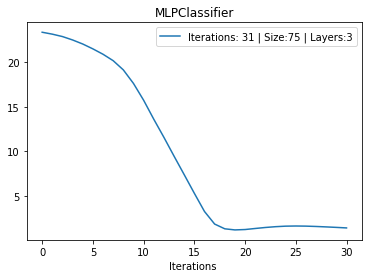 MLPClassifier
Iterations: 31 | Size:75 | Layers:3
20
15
10
5
0 5 10 15 20 25 30
Iterations